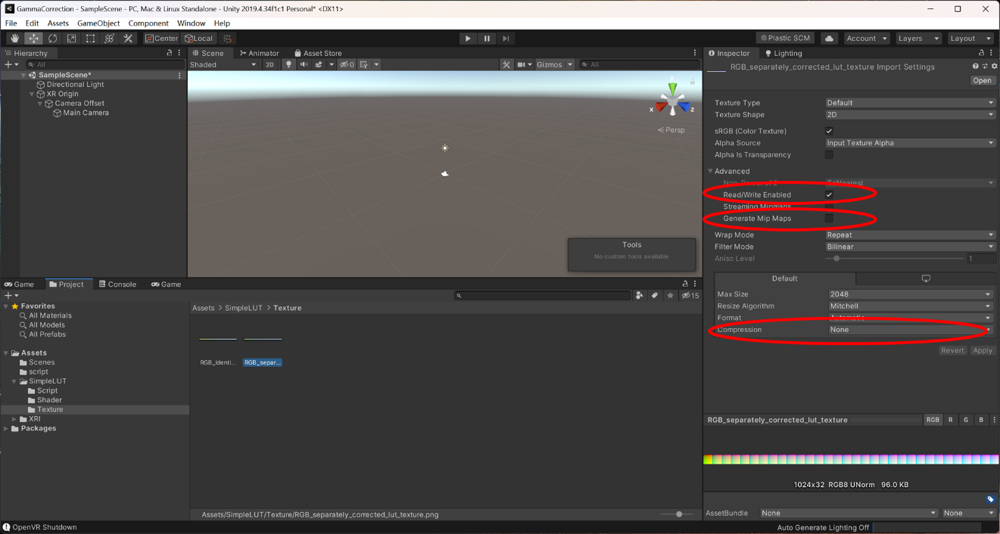 GammaCorrection - SampleScene - PC, Mac & Linux Standalone - Unity 2019.4.34f1c1 Personal* <DX11>
File Edit Assets GameObject Component Window Help
Center Local Plastic SCM Account Layers Layout
Hierarchy
All
SampleScene*
Directional Light
XR Origin
Camera Offset
Main Camera
Scene Animator Asset Store
Shaded 2D 0 Gizmos All
y
x z
Persp
Tools
No custom tools available
Inspector Lighting
RGB_separately_corrected_lut_texture Import Settings
Open
Texture Type Default
Texture Shape 2D
sRGB (Color Texture)
Alpha Source Input Texture Alpha
Alpha Is Transparency
Advanced
Non-Power of 2 ToNearest
Read/Write Enabled
Streaming Mipmaps
Generate Mip Maps
Wrap Mode Repeat
Filter Mode Bilinear
Aniso Level 1
Default
Max Size 2048
Resize Algorithm Mitchell
Format Automatic
Compression None
Revert Apply
Game Project Console Game
15
Favorites
All Materials
All Models
All Prefabs
Assets
Scenes
script
SimpleLUT
Script
Shader
Texture
XRI
Packages
Assets > SimpleLUT > Texture
RGB_identi... RGB_separ...
Assets/SimpleLUT/Texture/RGB_separately_corrected_lut_texture.png
RGB_separately_corrected_lut_texture RGB R G B
1024x32 RGB8 UNorm 96.0 KB
AssetBundle None None
OpenVR Shutdown
Auto Generate Lighting Off